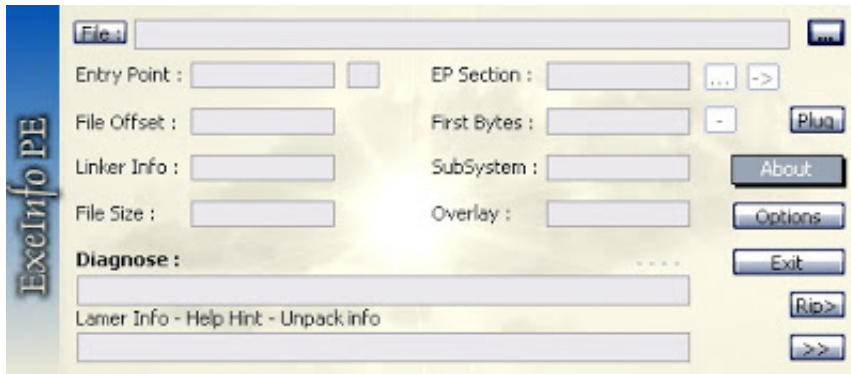 ExeInfo PE
File :
...
Entry Point :
EP Section :
... ->
File Offset :
First Bytes :
-
Plug
Linker Info :
SubSystem :
About
File Size :
Overlay :
Options
Diagnose :
- - - -
Exit
Lamer Info - Help Hint - Unpack info
Rip>
>>